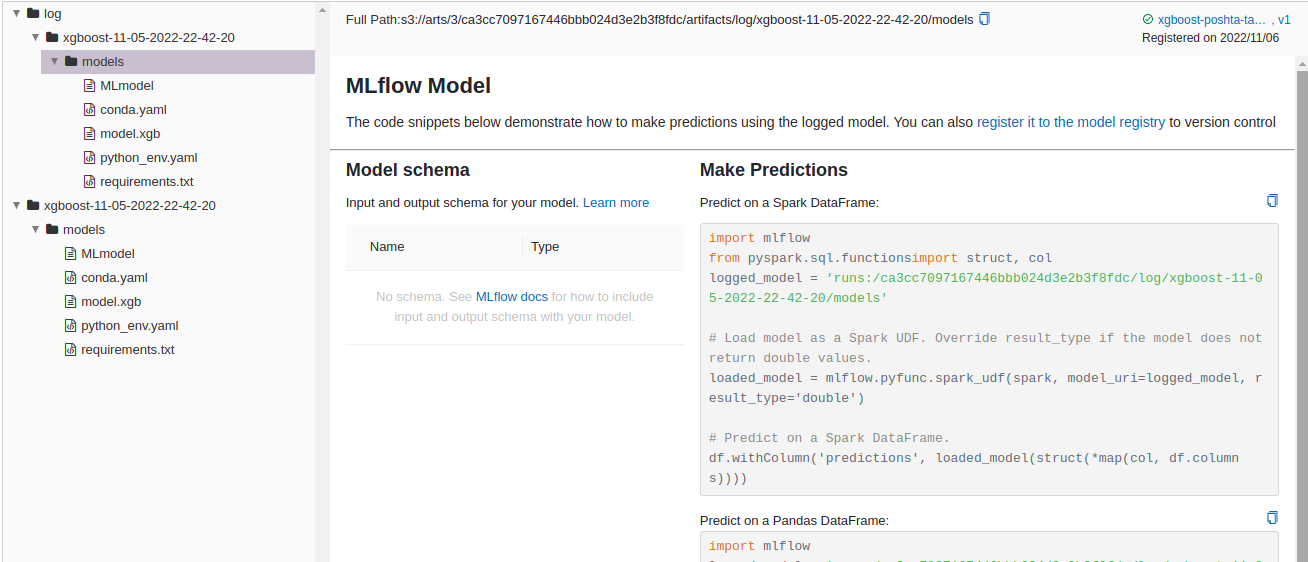 log
xgboost-11-05-2022-22-42-20
models
MLmodel
conda.yaml
model.xgb
python_env.yaml
requirements.txt
xgboost-11-05-2022-22-42-20
models
MLmodel
conda.yaml
model.xgb
python_env.yaml
requirements.txt
Full Path:s3://arts/3/ca3cc7097167446bbb024d3e2b3f8fdc/artifacts/log/xgboost-11-05-2022-22-42-20/models
xgboost-poshta-ta... , v1
Registered on 2022/11/06
MLflow Model
The code snippets below demonstrate how to make predictions using the logged model. You can also register it to the model registry to version control
Model schema
Input and output schema for your model. Learn more
Name Type
No schema. See MLflow docs for how to include
input and output schema with your model.
Make Predictions
Predict on a Spark DataFrame:
import mlflow
from pyspark.sql.functionsimport struct, col
logged_model = 'runs:/ca3cc7097167446bbb024d3e2b3f8fdc/log/xgboost-11-0
5-2022-22-42-20/models'
# Load model as a Spark UDF. Override result_type if the model does not
return double values.
loaded_model = mlflow.pyfunc.spark_udf(spark, model_uri=logged_model, r
esult_type='double')
# Predict on a Spark DataFrame.
df.withColumn('predictions', loaded_model(struct(*map(col, df.column
s))))
Predict on a Pandas DataFrame:
import mlflow